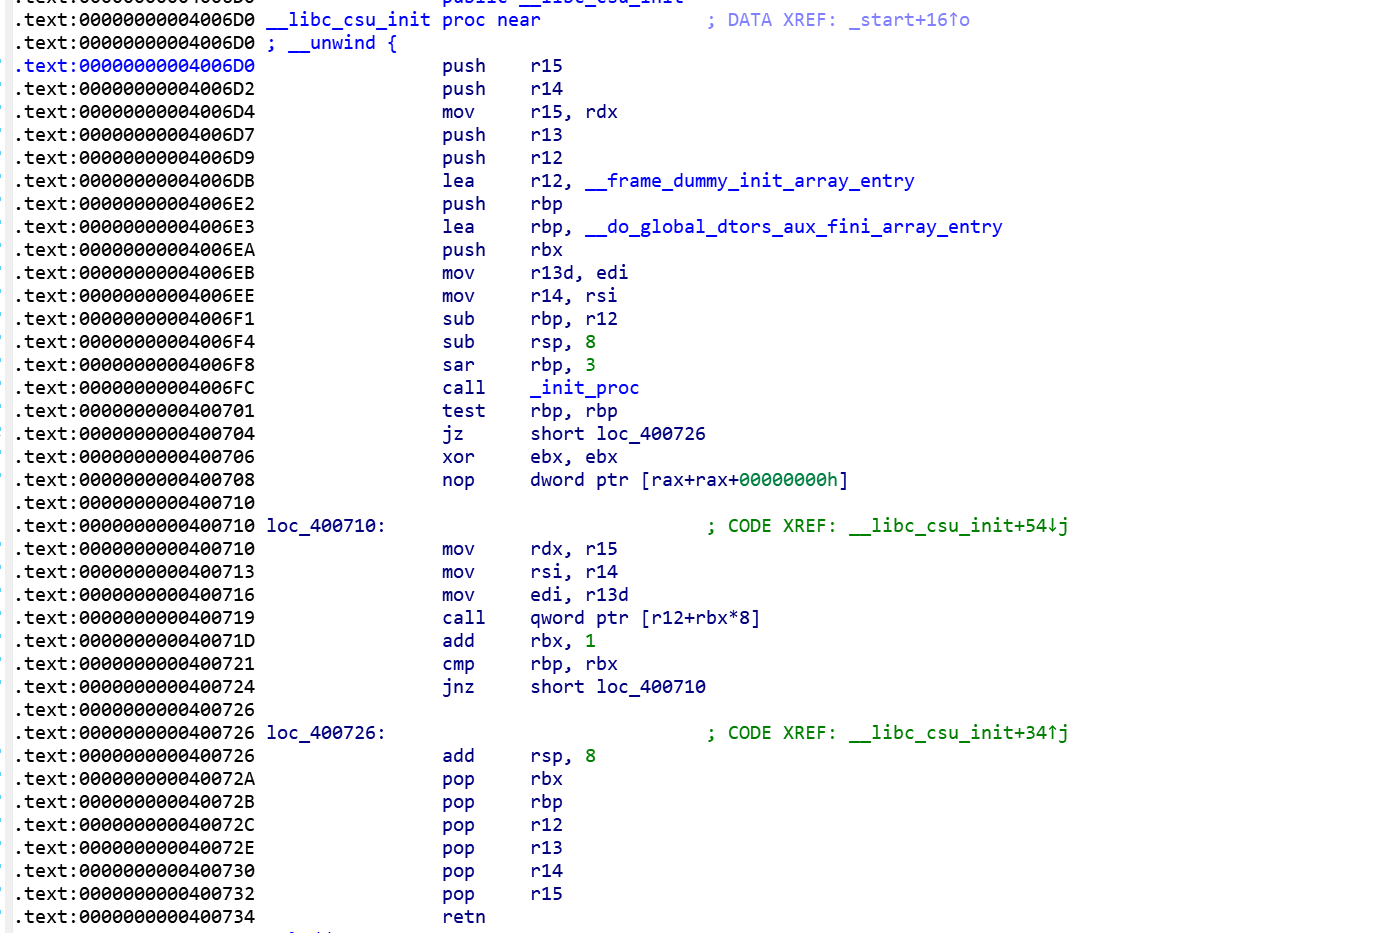 .text:00000000004006D0 __libc_csu_init proc near ; DATA XREF: _start+16↑o
.text:00000000004006D0 ; __unwind {
.text:00000000004006D0 push r15
.text:00000000004006D2 push r14
.text:00000000004006D4 mov r15, rdx
.text:00000000004006D7 push r13
.text:00000000004006D9 push r12
.text:00000000004006DB lea r12, __frame_dummy_init_array_entry
.text:00000000004006E2 push rbp
.text:00000000004006E3 lea rbp, __do_global_dtors_aux_fini_array_entry
.text:00000000004006EA push rbx
.text:00000000004006EB mov r13d, edi
.text:00000000004006EE mov r14, rsi
.text:00000000004006F1 sub rbp, r12
.text:00000000004006F4 sub rsp, 8
.text:00000000004006F8 sar rbp, 3
.text:00000000004006FC call _init_proc
.text:0000000000400701 test rbp, rbp
.text:0000000000400704 jz short loc_400726
.text:0000000000400706 xor ebx, ebx
.text:0000000000400708 nop dword ptr [rax+rax+00000000h]
.text:0000000000400710
.text:0000000000400710 loc_400710: ; CODE XREF: __libc_csu_init+54↓j
.text:0000000000400710 mov rdx, r15
.text:0000000000400713 mov rsi, r14
.text:0000000000400716 mov edi, r13d
.text:0000000000400719 call qword ptr [r12+rbx*8]
.text:000000000040071D add rbx, 1
.text:0000000000400721 cmp rbp, rbx
.text:0000000000400724 jnz short loc_400710
.text:0000000000400726
.text:0000000000400726 loc_400726: ; CODE XREF: __libc_csu_init+34↑j
.text:0000000000400726 add rsp, 8
.text:000000000040072A pop rbx
.text:000000000040072B pop rbp
.text:000000000040072C pop r12
.text:000000000040072E pop r13
.text:0000000000400730 pop r14
.text:0000000000400732 pop r15
.text:0000000000400734 retn